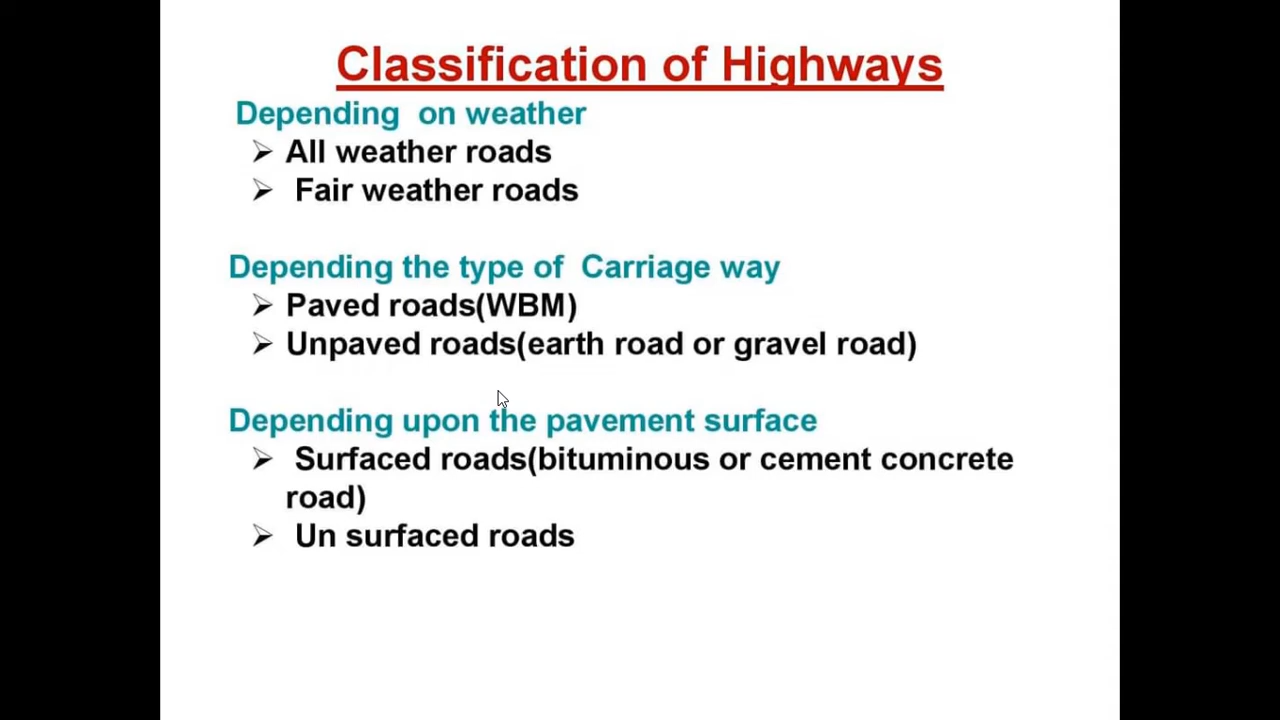 Classification of Highways
Depending on weather
➢ All weather roads
➢ Fair weather roads
Depending the type of Carriage way
➢ Paved roads(WBM)
➢ Unpaved roads(earth road or gravel road)
Depending upon the pavement surface
➢ Surfaced roads(bituminous or cement concrete
road)
➢ Un surfaced roads